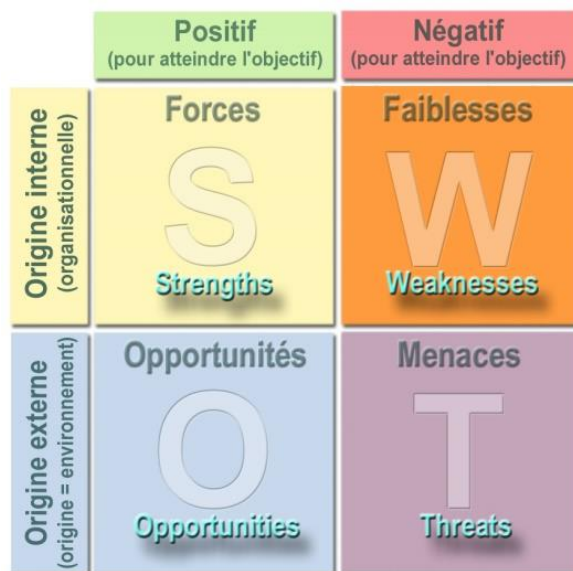 Positif
(pour atteindre l'objectif)
Négatif
(pour atteindre l'objectif)
Origine interne
(organisationnelle)
Forces
S
Strengths
Faiblesses
W
Weaknesses
Origine externe
(origine = environnement)
Opportunités
O
Opportunities
Menaces
T
Threats